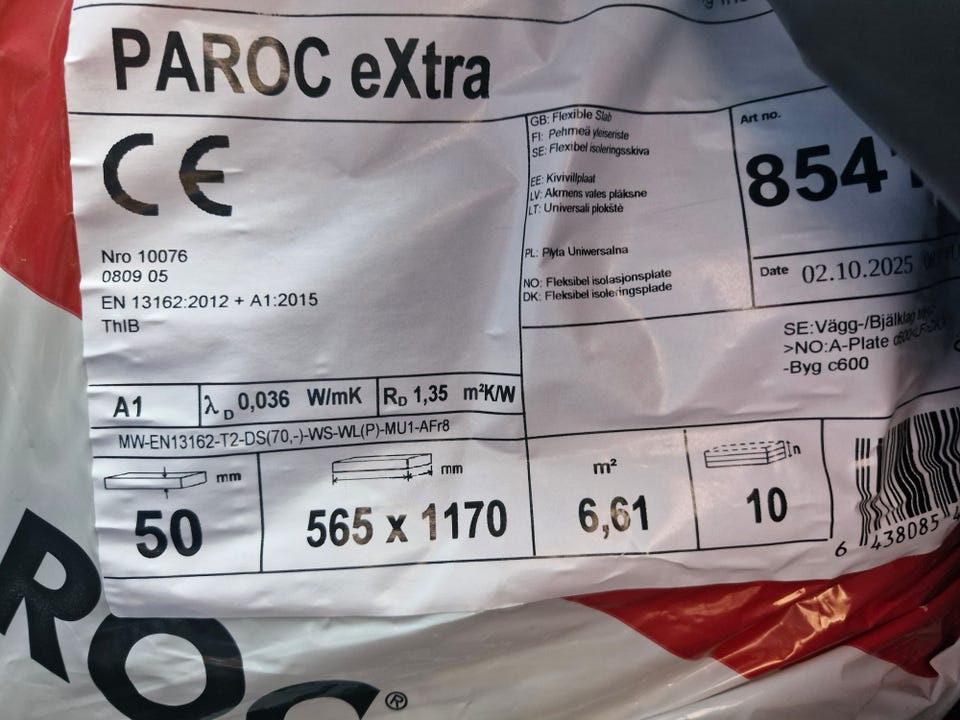 PAROC eXtra
CE
Nro 10076
0809 05
EN 13162:2012 + A1:2015
ThIB
GB: Flexible Slab
FI: Pehmeä yleiseriste
SE: Flexibel isoleringsskiva
EE: Kivivillplaat
LV: Akmens vates plāksne
LT: Universali plokštė
PL: Płyta Uniwersalna
NO: Fleksibel isolasjonsplate
DK: Fleksibel isoleringsplade
Art no.
854
Date 02.10.2025
SE:Vägg-/Bjälklag
>NO:A-Plate
-Byg c600
A1 λD 0,036 W/mK RD 1,35 m²K/W
MW-EN13162-T2-DS(70,-)-WS-WL(P)-MU1-AFr8
mm mm m² n
50 565 x 1170 6,61 10
6 438085
ROC®